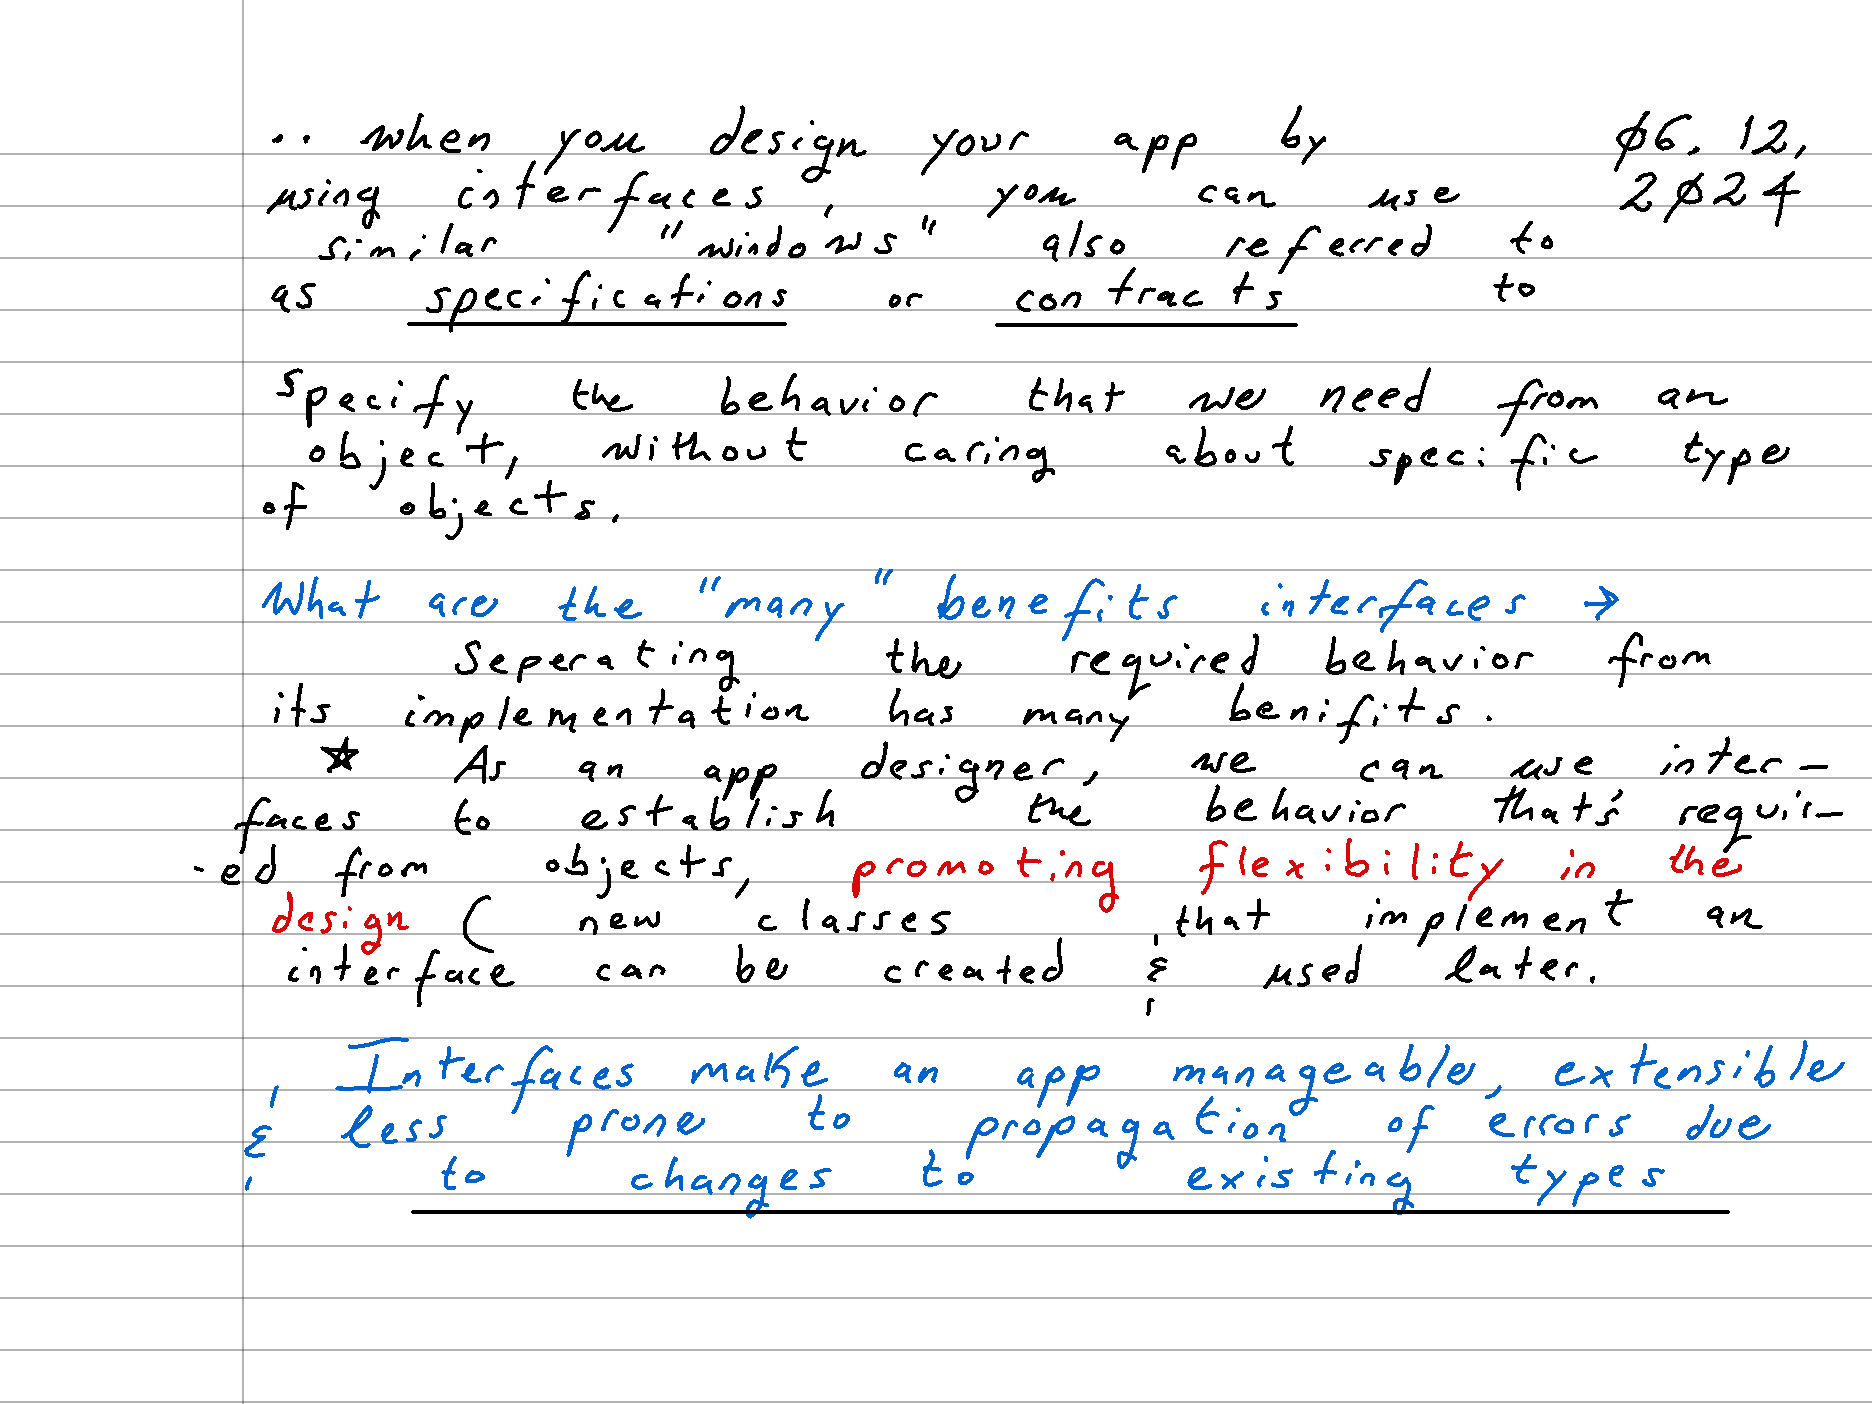 .. when you design your app by ø6. 12,
using interfaces, you can use 2ø24
similar "windows" also referred to
as specifications or contracts to
specify the behavior that we need from an
object, without caring about specific type
of objects.
What are the "many" benefits interfaces →
Seperating the required behavior from
its implementation has many benifits.
☆ As an app designer, we can use inter-
faces to establish the behavior that's requir-
-ed from objects, promoting flexibility in the
design ( new classes that implement an
interface can be created & used later.
Interfaces make an app manageable, extensible
& less prone to propagation of errors due
to changes to existing types